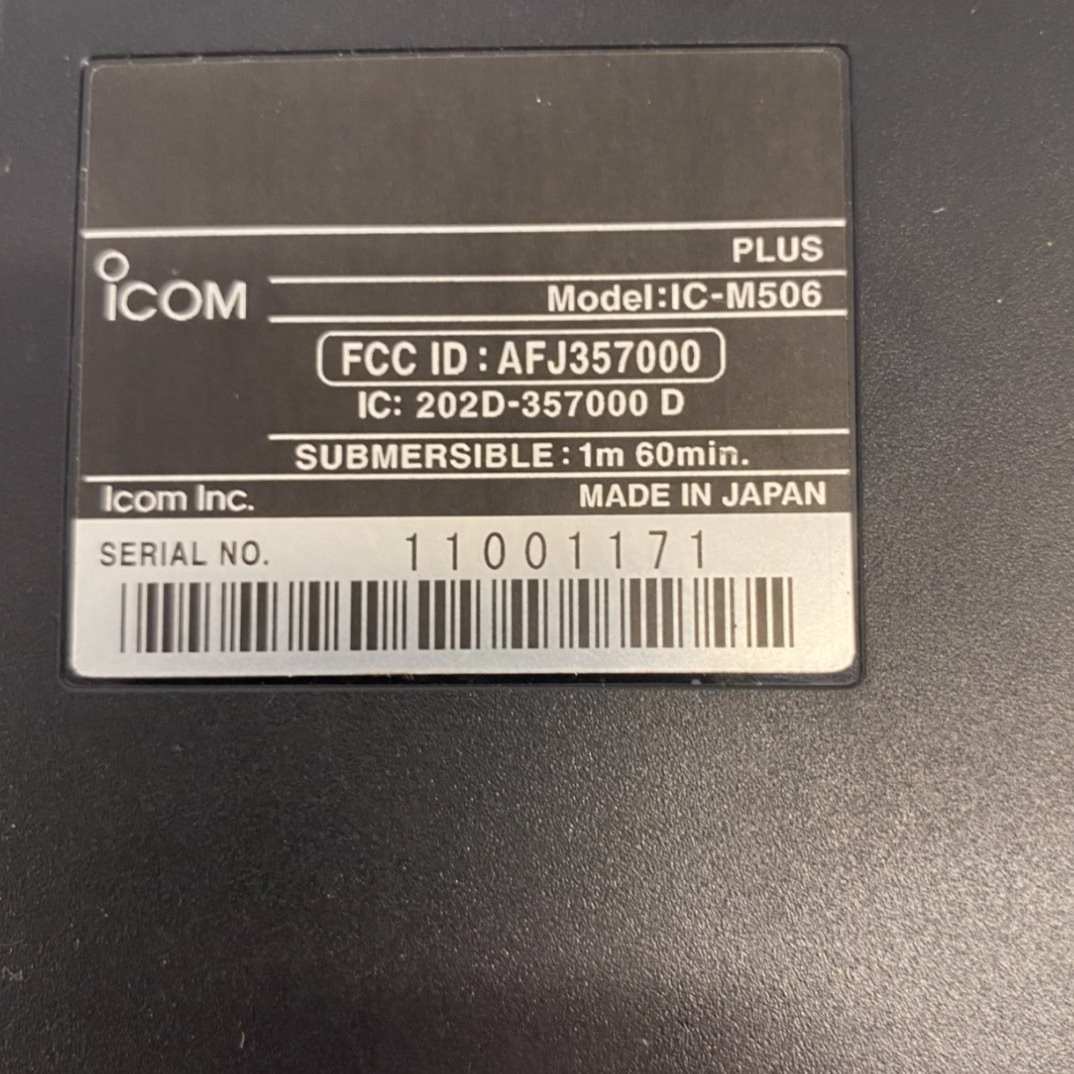 PLUS
iCOM
Model:IC-M506
FCC ID : AFJ357000
IC: 202D-357000 D
SUBMERSIBLE : 1m 60min.
Icom Inc.
MADE IN JAPAN
SERIAL NO. 11001171